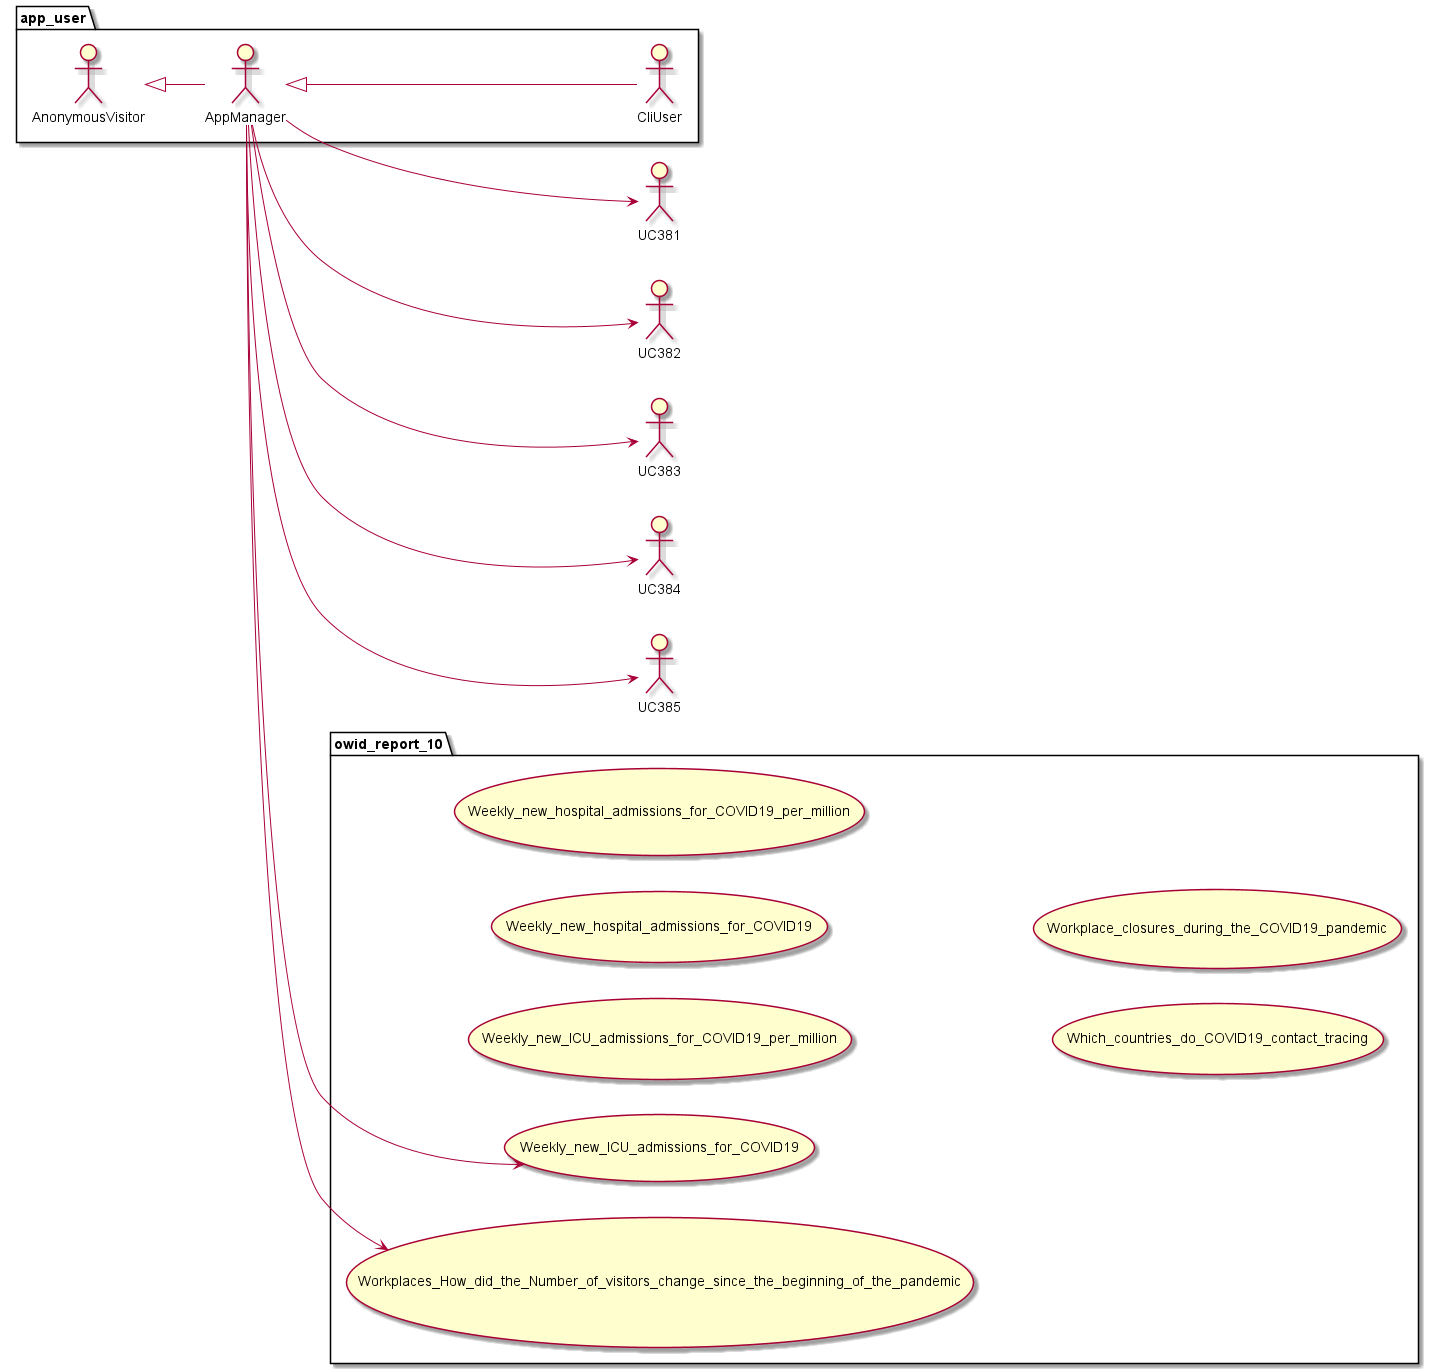 app_user
AnonymousVisitor
AppManager
CliUser
UC381
UC382
UC383
UC384
UC385
owid_report_10
Weekly_new_hospital_admissions_for_COVID19_per_million
Weekly_new_hospital_admissions_for_COVID19
Workplace_closures_during_the_COVID19_pandemic
Weekly_new_ICU_admissions_for_COVID19_per_million
Which_countries_do_COVID19_contact_tracing
Weekly_new_ICU_admissions_for_COVID19
Workplaces_How_did_the_Number_of_visitors_change_since_the_beginning_of_the_pandemic